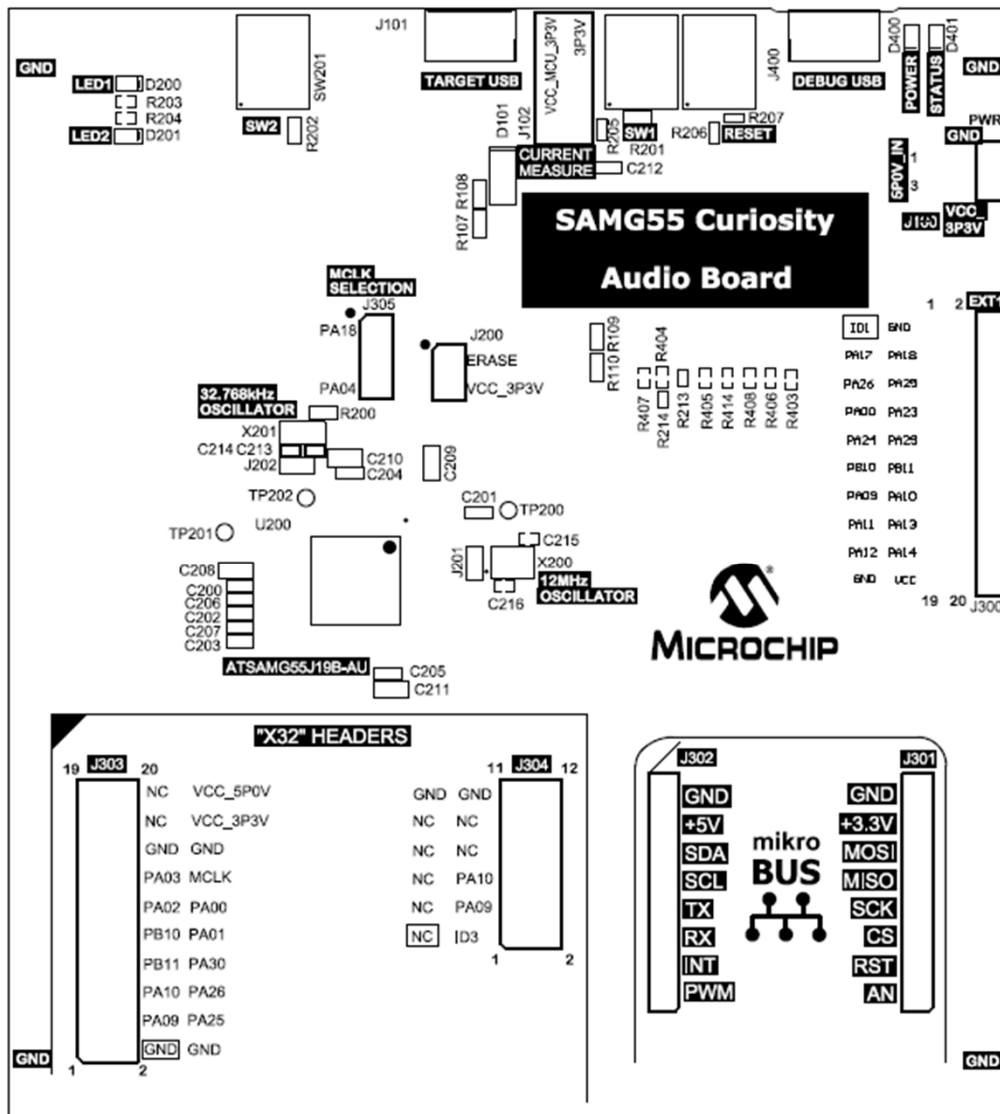 J101
SW201
TARGET USB
VCC_MCU_3P3V
3P3V
J400
DEBUG USB
D400
D401
POWER
STATUS
GND
GND
LED1 D200
R203
R204
LED2 D201
SW2
R202
D101
J102
R205
SW1
R201
R206
R207
RESET
CURRENT
MEASURE
C212
PWR
GND
5P0V_IN
1
3
J100
VCC_
3P3V
R108
R107
SAMG55 Curiosity
Audio Board
MCLK
SELECTION
J305
PA18
PA04
J200
ERASE
VCC_3P3V
R109
R110
R404
R407
R214
R213
R405
R414
R408
R406
R403
1 2 EXT1
ID1 GND
PA17 PA18
PA26 PA25
PA00 PA23
PA24 PA25
PB10 PB11
PA09 PA10
PA11 PA13
PA12 PA14
GND VCC
19 20 J300
32.768kHz
OSCILLATOR
R200
X201
C214 C213
J202
C210
C204
C209
TP202
TP201
U200
C201
TP200
C215
J201
X200
C216
12MHz
OSCILLATOR
C208
C200
C206
C202
C207
C203
ATSAMG55J19B-AU
C205
C211
®
MICROCHIP
"X32" HEADERS
19 J303 20
NC VCC_5P0V
NC VCC_3P3V
GND GND
PA03 MCLK
PA02 PA00
PB10 PA01
PB11 PA30
PA10 PA26
PA09 PA25
GND GND
1 2
11 J304 12
GND GND
NC NC
NC NC
NC PA10
NC PA09
NC ID3
1 2
J302 J301
GND GND
+5V +3.3V
SDA MOSI
SCL MISO
TX SCK
RX CS
INT RST
PWM AN
mikro
BUS
GND
GND